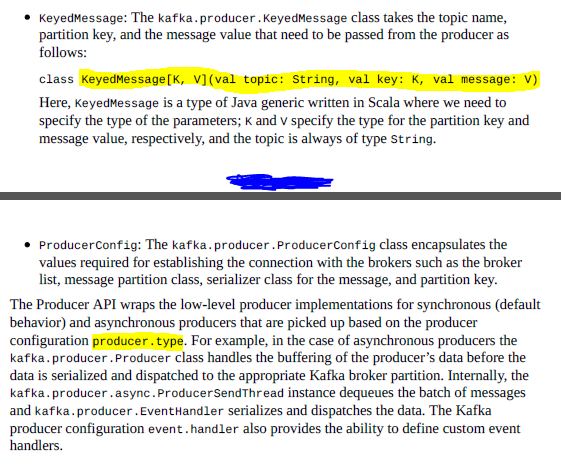 • KeyedMessage: The kafka.producer.KeyedMessage class takes the topic name,
partition key, and the message value that need to be passed from the producer as
follows:
class KeyedMessage[K, V](val topic: String, val key: K, val message: V)
Here, KeyedMessage is a type of Java generic written in Scala where we need to
specify the type of the parameters; K and V specify the type for the partition key and
message value, respectively, and the topic is always of type String.
• ProducerConfig: The kafka.producer.ProducerConfig class encapsulates the
values required for establishing the connection with the brokers such as the broker
list, message partition class, serializer class for the message, and partition key.
The Producer API wraps the low-level producer implementations for synchronous (default
behavior) and asynchronous producers that are picked up based on the producer
configuration producer.type. For example, in the case of asynchronous producers the
kafka.producer.Producer class handles the buffering of the producer’s data before the
data is serialized and dispatched to the appropriate Kafka broker partition. Internally, the
kafka.producer.async.ProducerSendThread instance dequeues the batch of messages
and kafka.producer.EventHandler serializes and dispatches the data. The Kafka
producer configuration event.handler also provides the ability to define custom event
handlers.